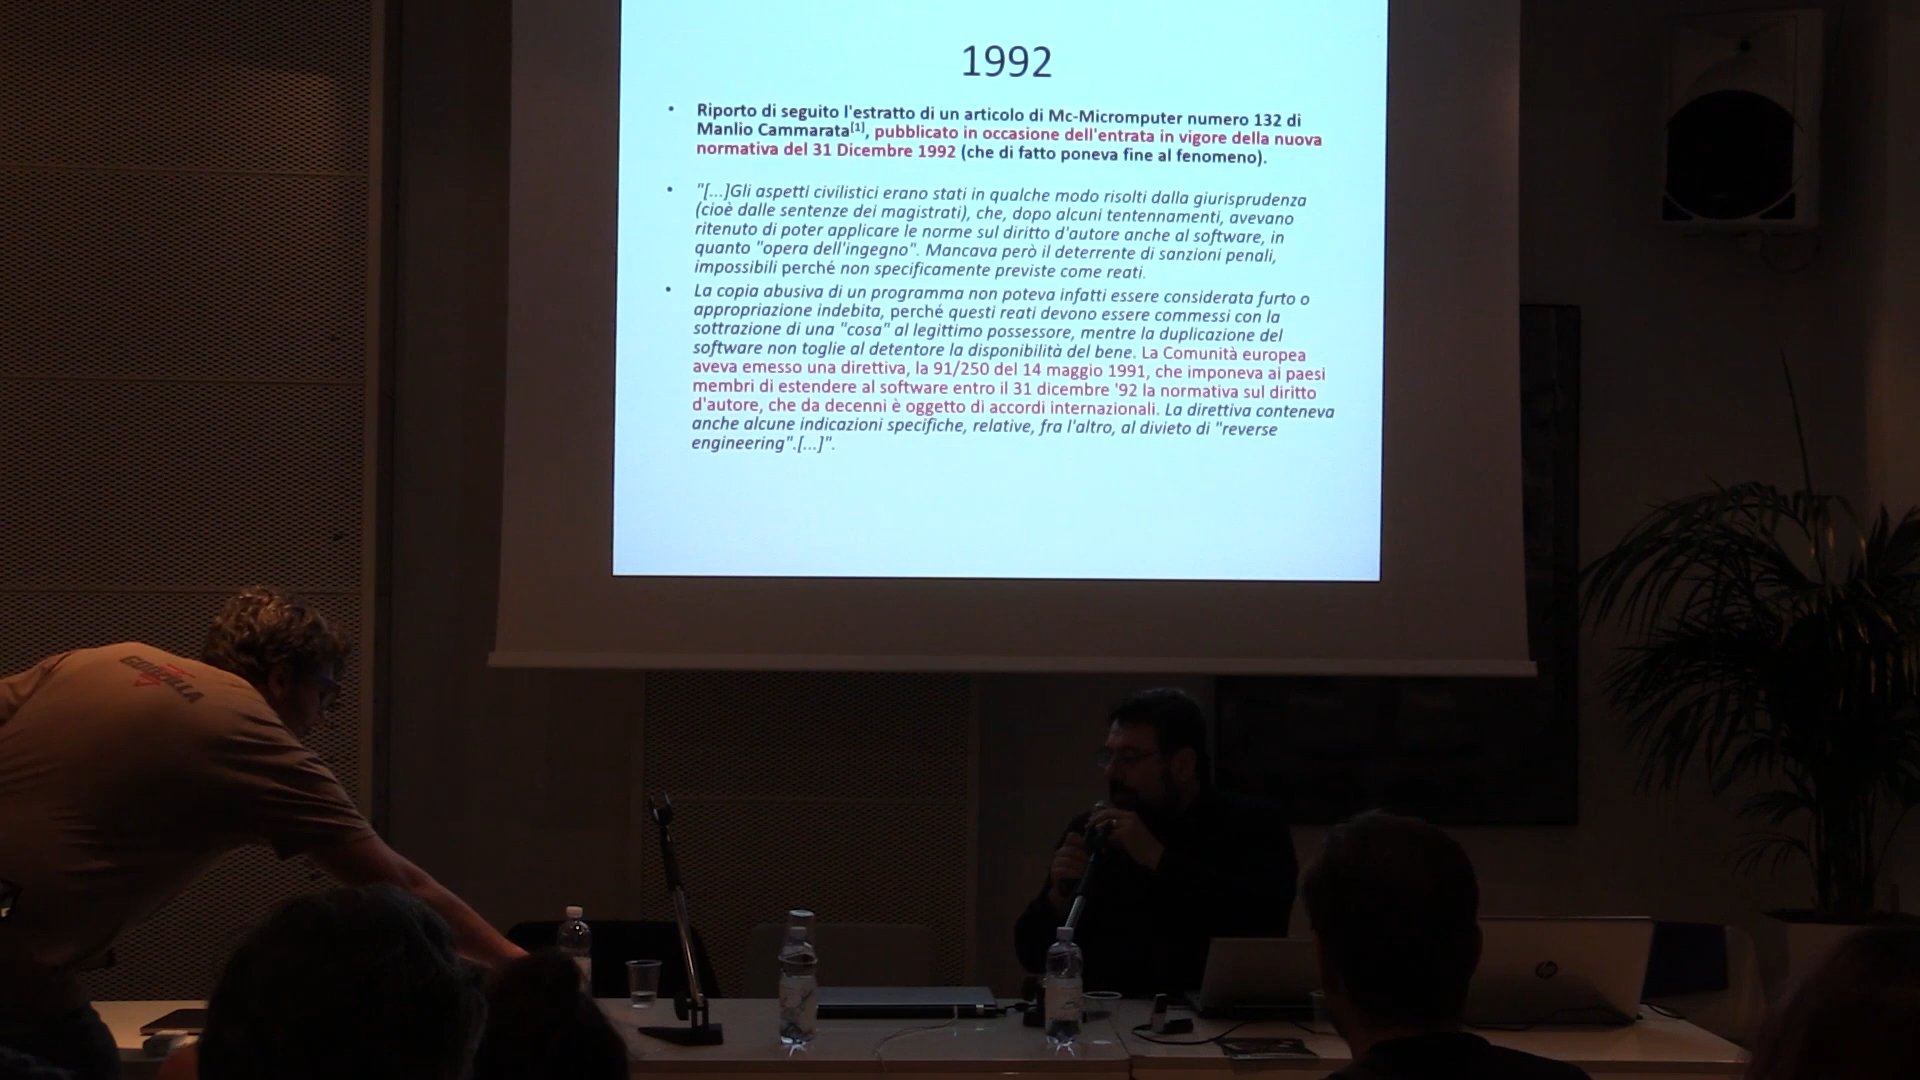 1992
• Riporto di seguito l'estratto di un articolo di Mc-Micromputer numero 132 di
Manlio Cammarata[1], pubblicato in occasione dell'entrata in vigore della nuova
normativa del 31 Dicembre 1992 (che di fatto poneva fine al fenomeno).
• "[...]Gli aspetti civilistici erano stati in qualche modo risolti dalla giurisprudenza
(cioè dalle sentenze dei magistrati), che, dopo alcuni tentennamenti, avevano
ritenuto di poter applicare le norme sul diritto d'autore anche al software, in
quanto "opera dell'ingegno". Mancava però il deterrente di sanzioni penali,
impossibili perché non specificamente previste come reati.
• La copia abusiva di un programma non poteva infatti essere considerata furto o
appropriazione indebita, perché questi reati devono essere commessi con la
sottrazione di una "cosa" al legittimo possessore, mentre la duplicazione del
software non toglie al detentore la disponibilità del bene. La Comunità europea
aveva emesso una direttiva, la 91/250 del 14 maggio 1991, che imponeva ai paesi
membri di estendere al software entro il 31 dicembre '92 la normativa sul diritto
d'autore, che da decenni è oggetto di accordi internazionali. La direttiva conteneva
anche alcune indicazioni specifiche, relative, fra l'altro, al divieto di "reverse
engineering".[...]".
hp